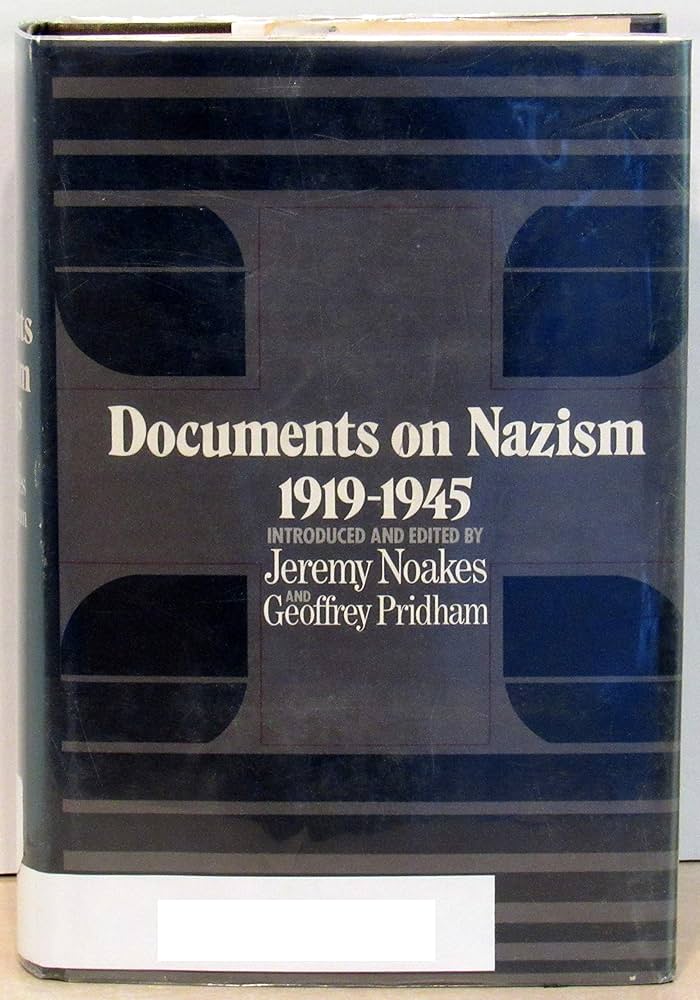 Documents on Nazism
1919-1945
INTRODUCED AND EDITED BY
Jeremy Noakes
AND
Geoffrey Pridham